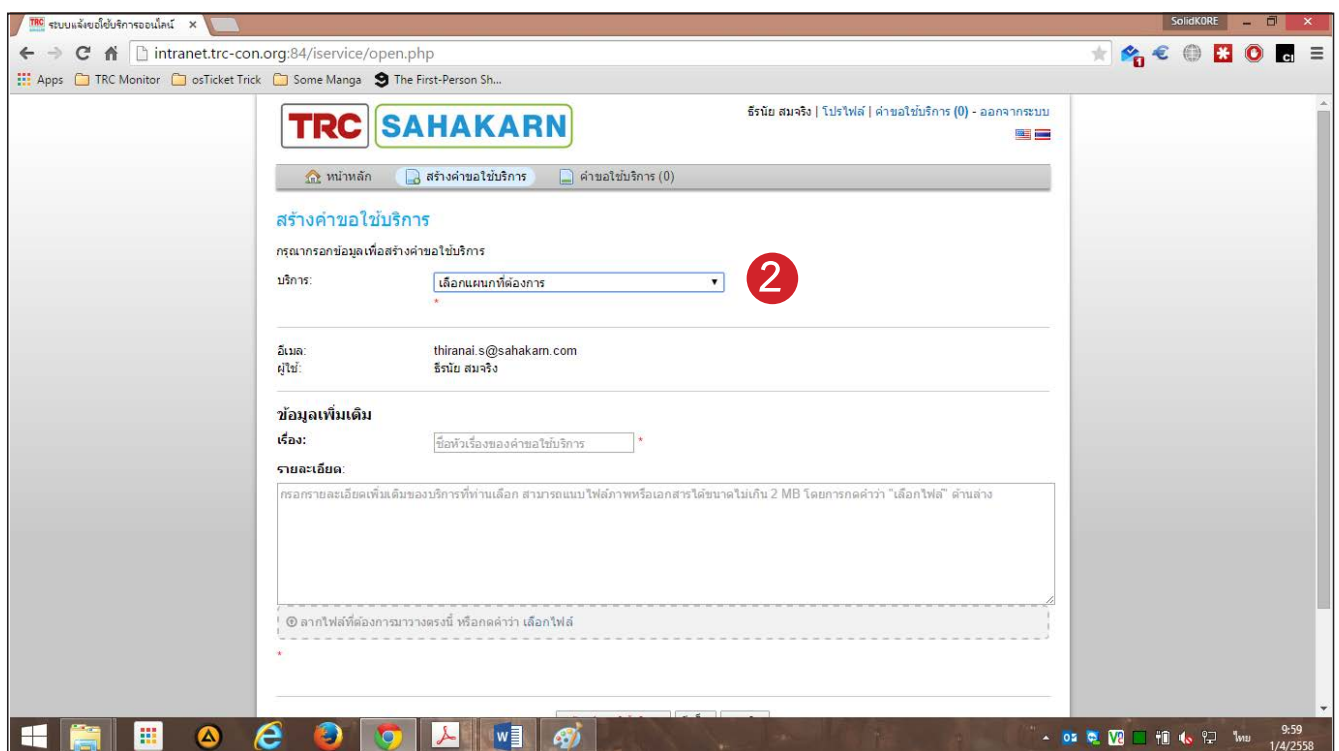 TRC ระบบแจ้งขอใช้บริการออนไลน์ ×
SolidK0RE
intranet.trc-con.org:84/iservice/open.php
Apps TRC Monitor osTicket Trick Some Manga The First-Person Sh...
TRC SAHAKARN
ธีรนัย สมจริง | โปรไฟล์ | คำขอใช้บริการ (0) - ออกจากระบบ
หน้าหลัก สร้างคำขอใช้บริการ คำขอใช้บริการ (0)
สร้างคำขอใช้บริการ
กรุณากรอกข้อมูลเพื่อสร้างคำขอใช้บริการ
บริการ: เลือกแผนกที่ต้องการ
*
2
อีเมล: thiranai.s@sahakarn.com
ผู้ใช้: ธีรนัย สมจริง
ข้อมูลเพิ่มเติม
เรื่อง: ชื่อหัวเรื่องของคำขอใช้บริการ *
รายละเอียด:
กรอกรายละเอียดเพิ่มเติมของบริการที่ท่านเลือก สามารถแนบไฟล์ภาพหรือเอกสารได้ขนาดไม่เกิน 2 MB โดยการกดคำว่า "เลือกไฟล์" ด้านล่าง
ลากไฟล์ที่ต้องการมาวางตรงนี้ หรือกดคำว่า เลือกไฟล์
*
ไทย
9:59
1/4/2558